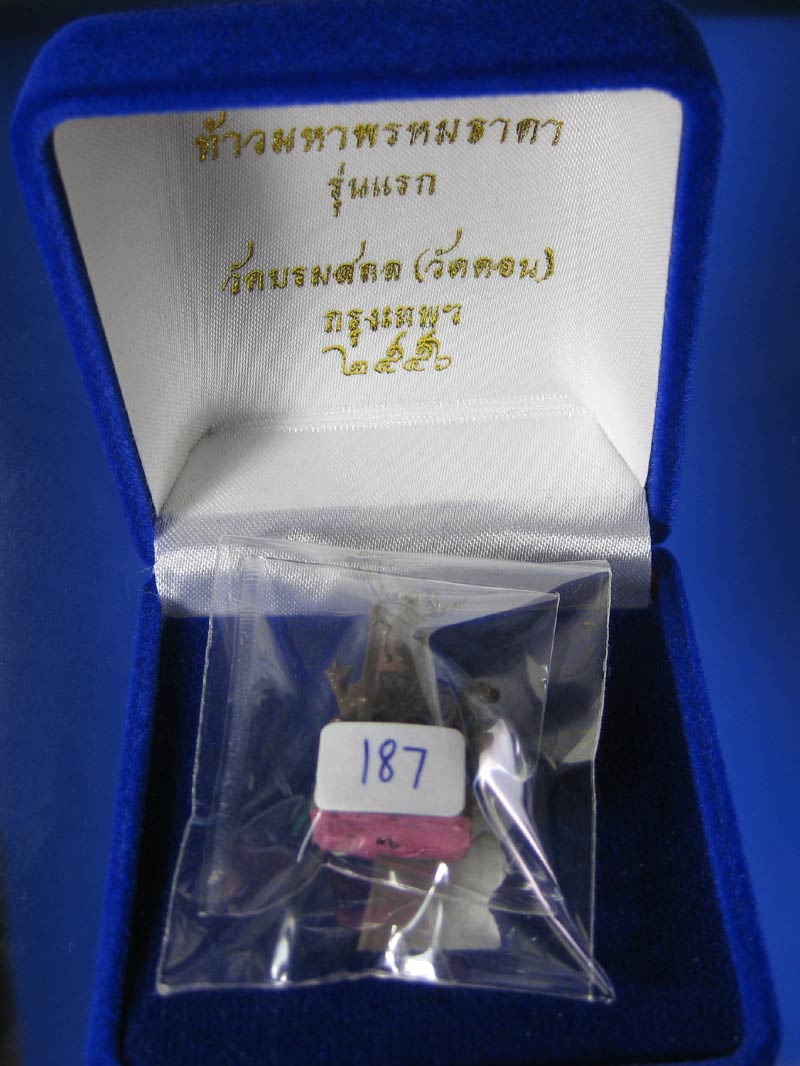 ท้าวมหาพรหมธาดา
รุ่นแรก
วัดบรมสถล (วัดดอน)
กรุงเทพฯ
๒๕๕๖
187